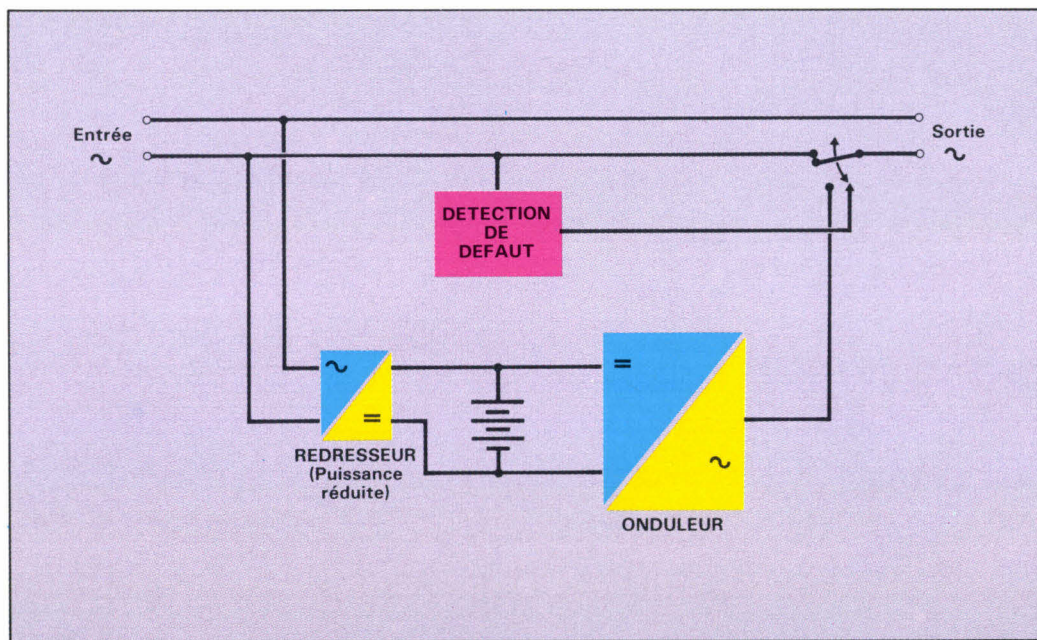 Entrée
~
Sortie
~
DETECTION
DE
DEFAUT
~
=
REDRESSEUR
(Puissance
réduite)
=
~
ONDULEUR